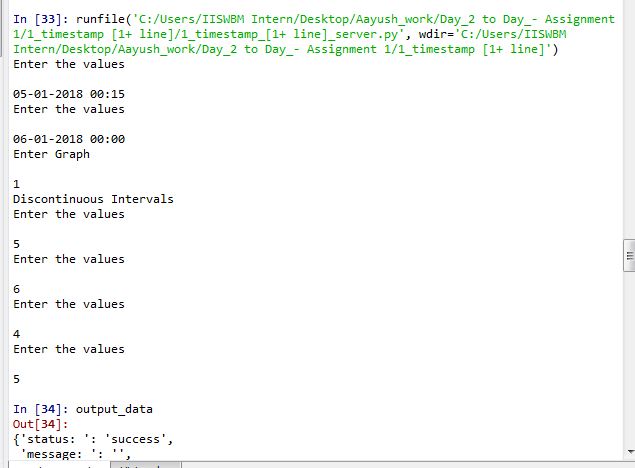 In [33]: runfile('C:/Users/IISWBM Intern/Desktop/Aayush_work/Day_2 to Day_- Assignment
1/1_timestamp [1+ line]/1_timestamp_[1+ line]_server.py', wdir='C:/Users/IISWBM
Intern/Desktop/Aayush_work/Day_2 to Day_- Assignment 1/1_timestamp [1+ line]')
Enter the values
05-01-2018 00:15
Enter the values
06-01-2018 00:00
Enter Graph
1
Discontinuous Intervals
Enter the values
5
Enter the values
6
Enter the values
4
Enter the values
5
In [34]: output_data
Out[34]:
{'status: ': 'success',
'message: ': '',